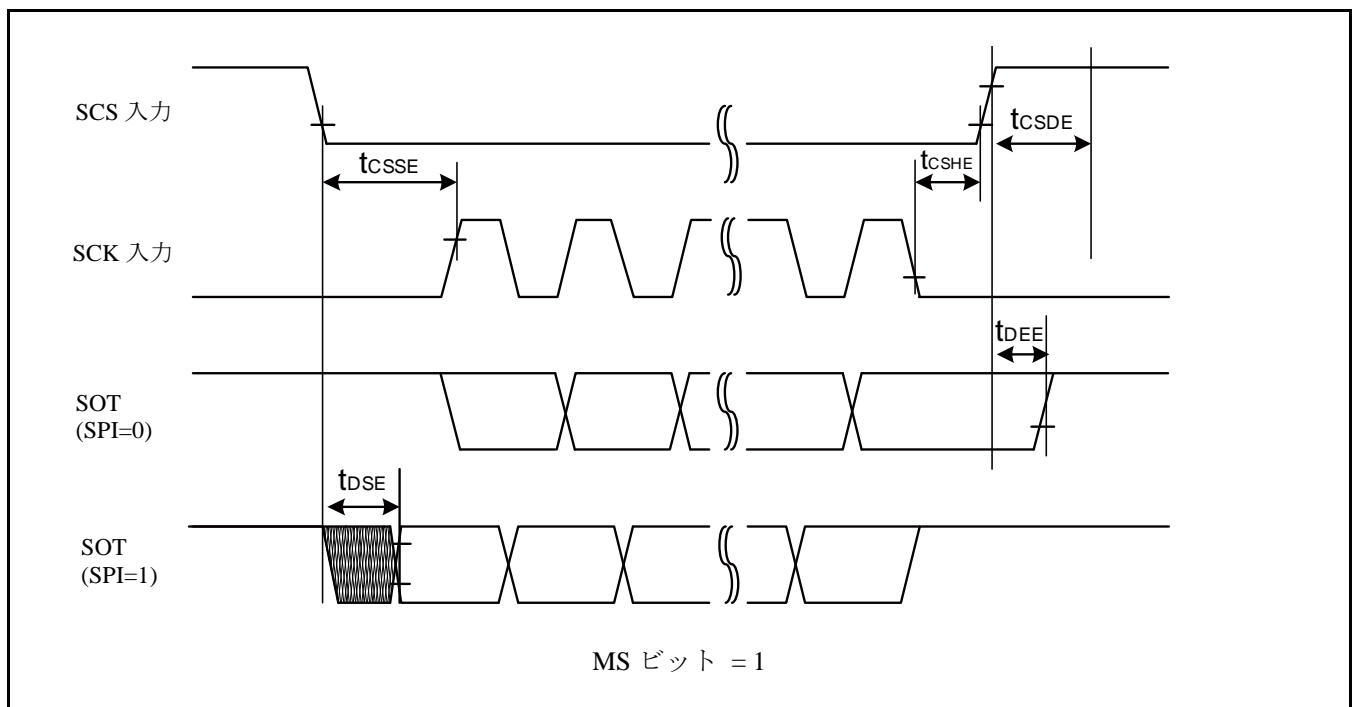 SCS 入力
tCSDE
tCSSE
tCSHE
SCK 入力
tDEE
SOT
(SPI=0)
tDSE
SOT
(SPI=1)
MS ビット = 1